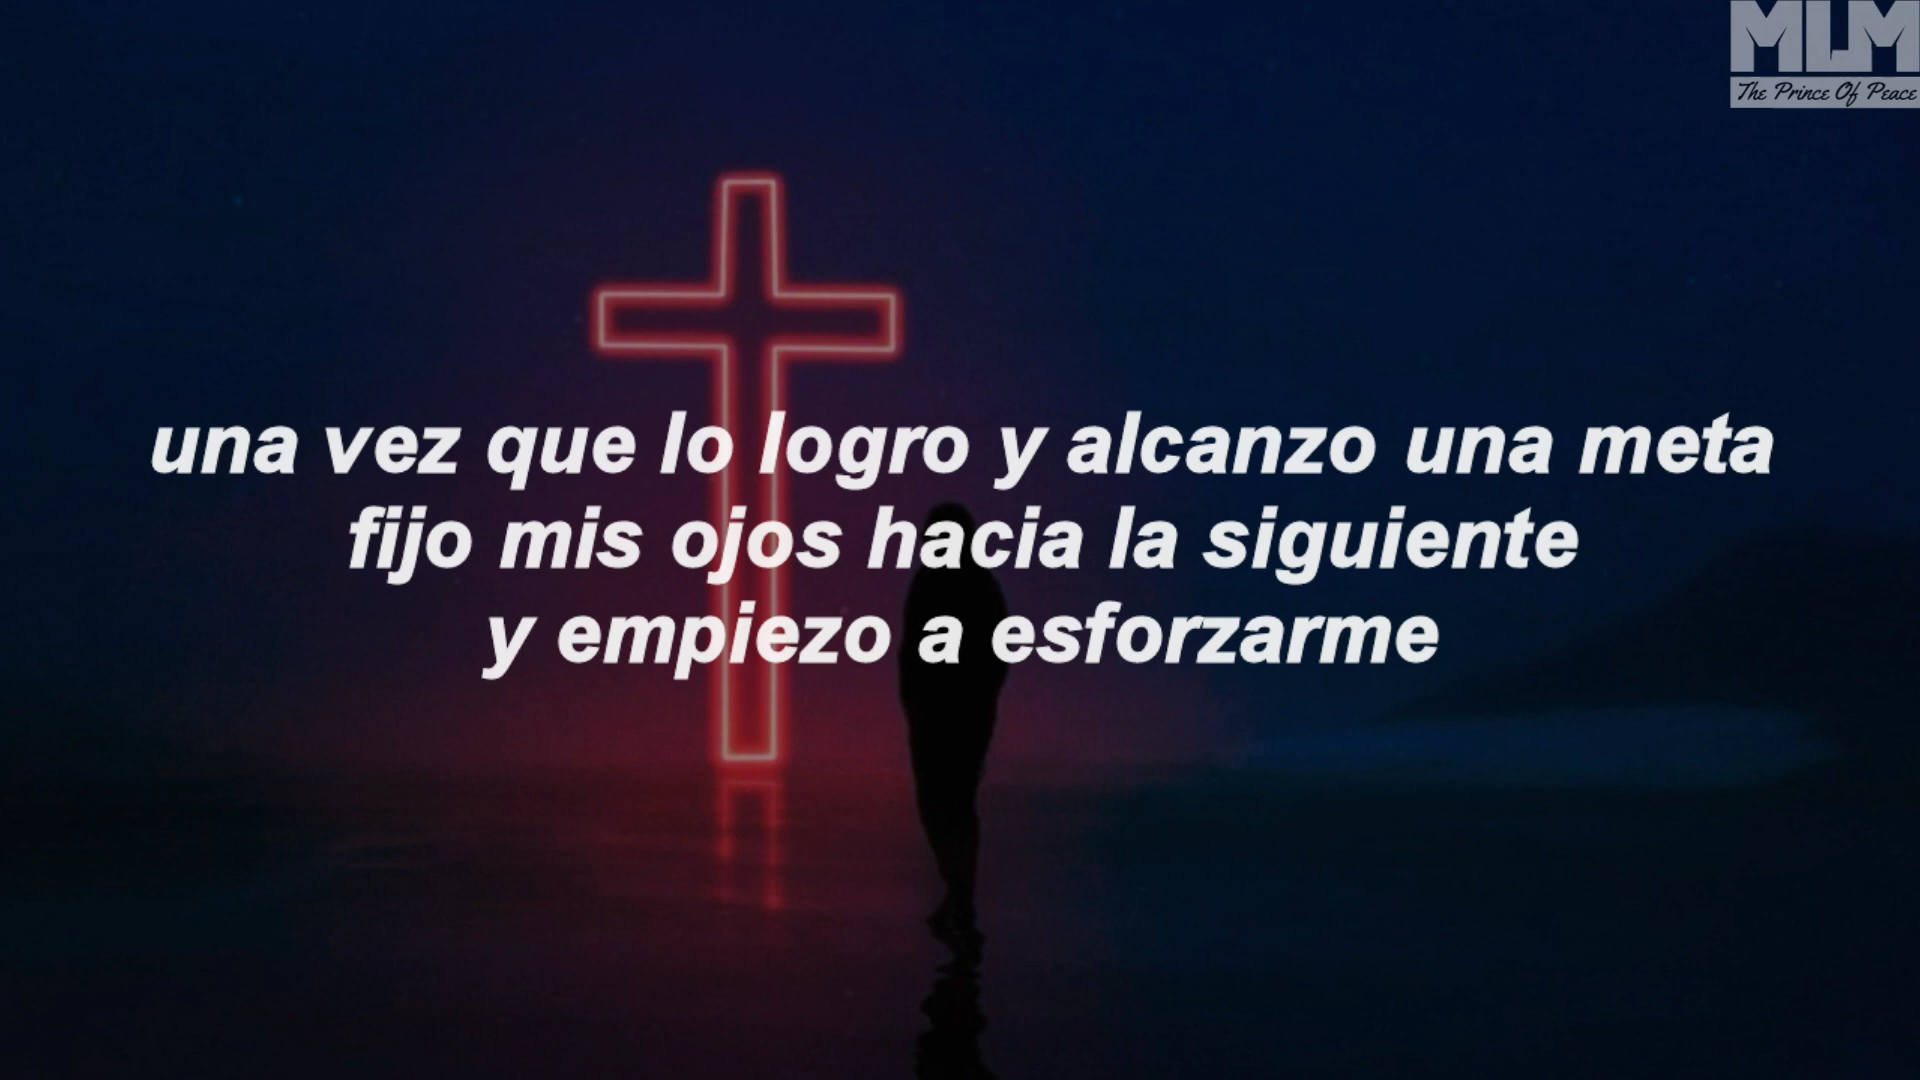 MLM
The Prince Of Peace
una vez que lo logro y alcanzo una meta
fijo mis ojos hacia la siguiente
y empiezo a esforzarme